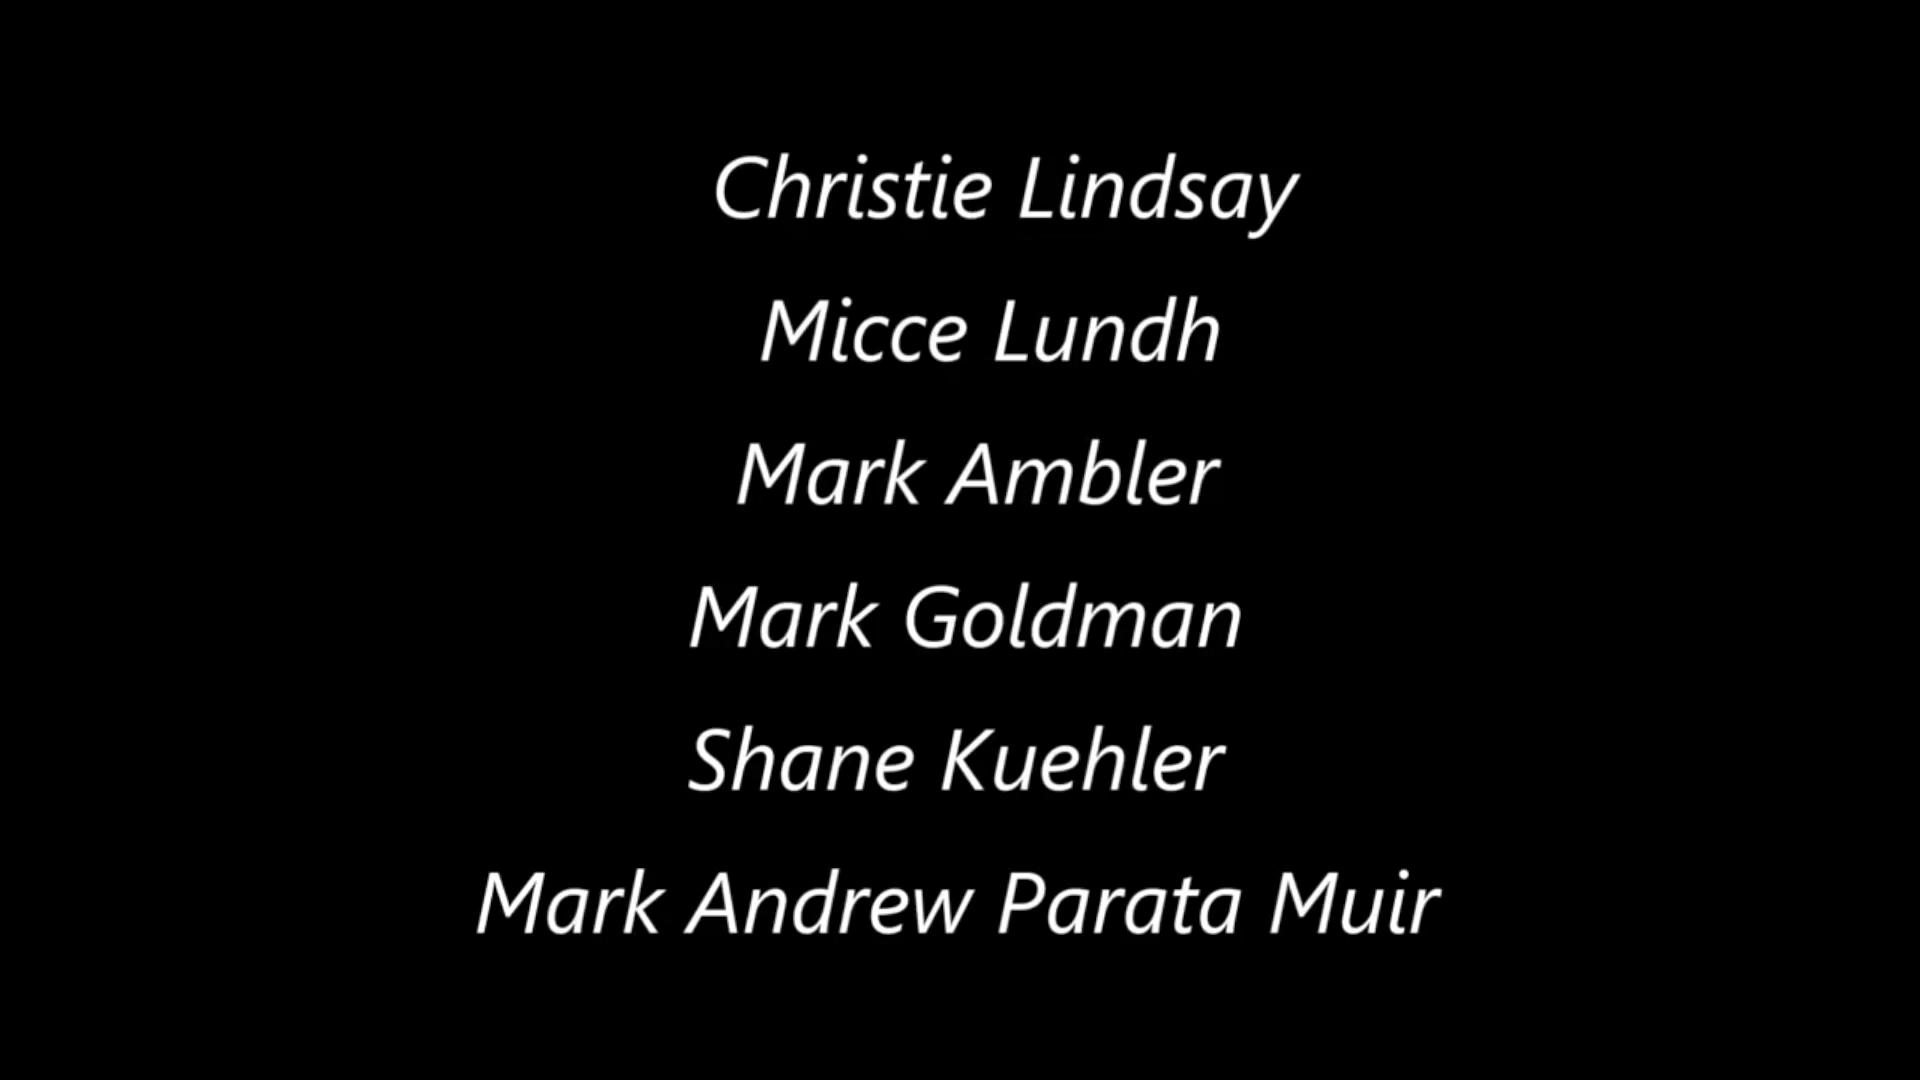 Christie Lindsay
Micce Lundh
Mark Ambler
Mark Goldman
Shane Kuehler
Mark Andrew Parata Muir